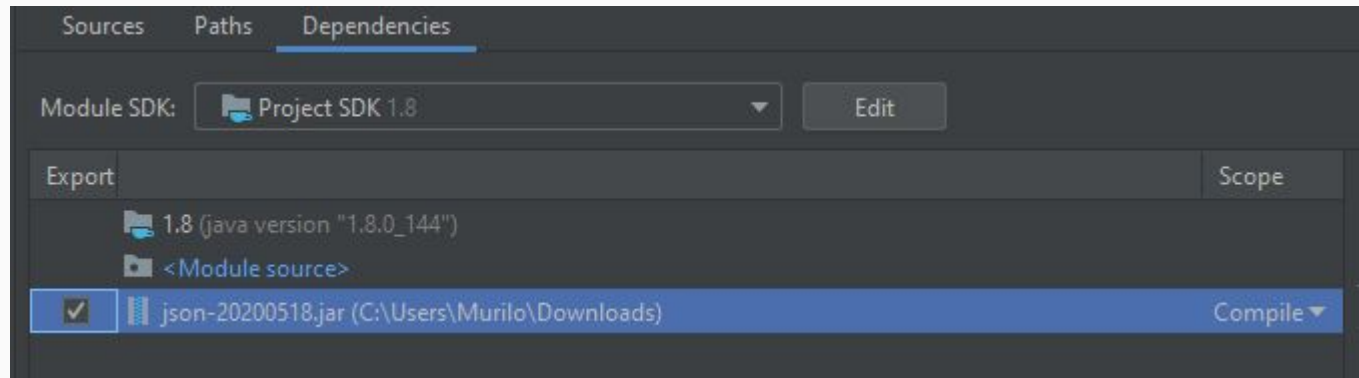 Sources Paths Dependencies
Module SDK: Project SDK 1.8 Edit
Export Scope
1.8 (java version "1.8.0_144")
<Module source>
json-20200518.jar (C:\Users\Murilo\Downloads) Compile